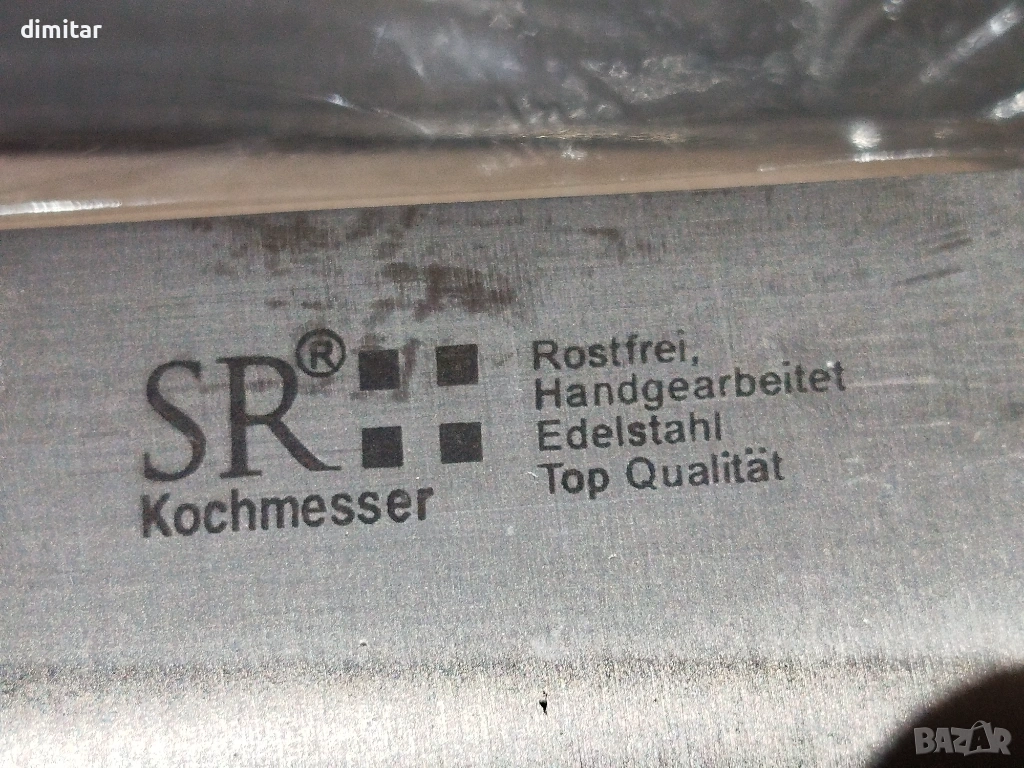 dimitar
SR®
Kochmesser
Rostfrei,
Handgearbeitet
Edelstahl
Top Qualität
BAZAR